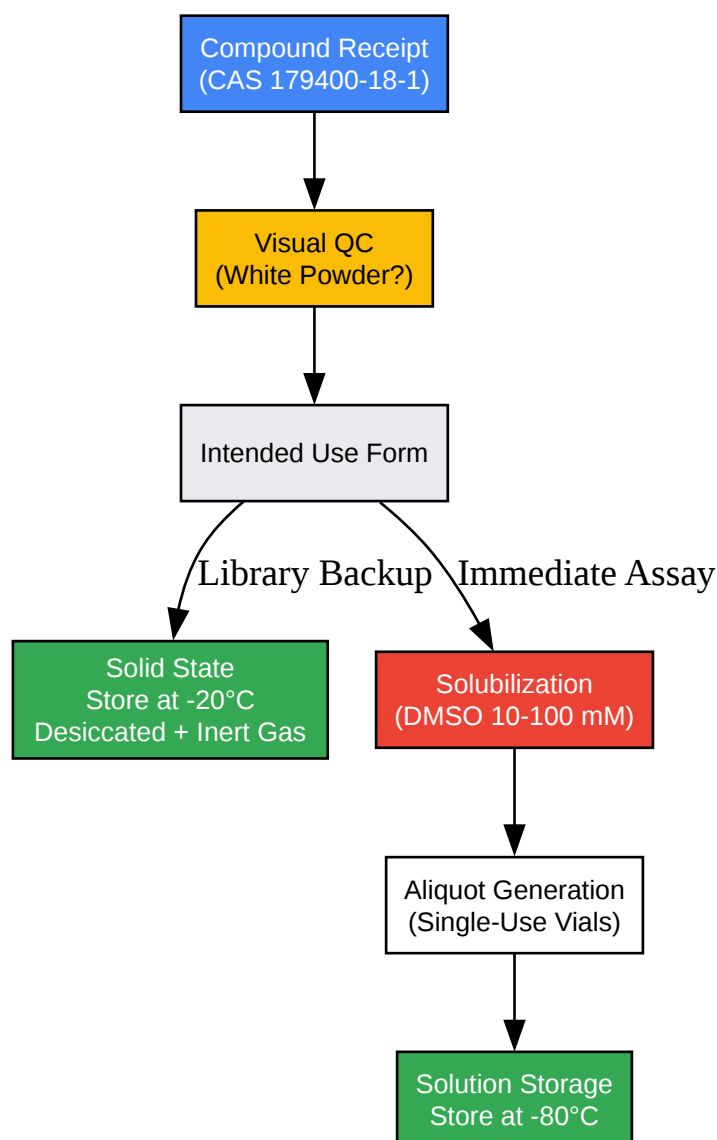 Compound Receipt
(CAS 179400-18-1)
Visual QC
(White Powder?)
Intended Use Form
Library Backup
Immediate Assay
Solid State
Store at -20°C
Desiccated + Inert Gas
Solubilization
(DMSO 10-100 mM)
Aliquot Generation
(Single-Use Vials)
Solution Storage
Store at -80°C